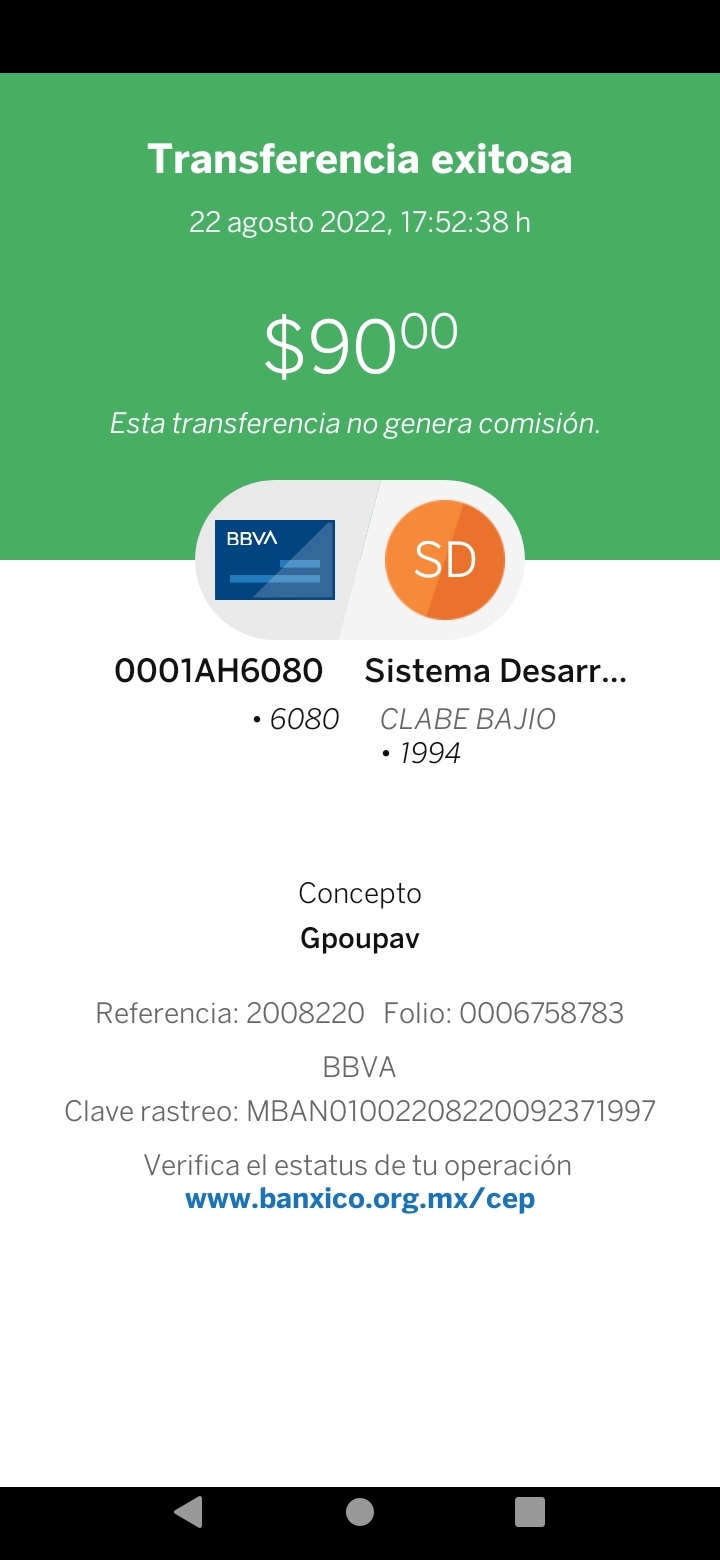 Transferencia exitosa
22 agosto 2022, 17:52:38 h
$90⁰⁰
Esta transferencia no genera comisión.
BBVA
SD
0001AH6080
Sistema Desarr...
• 6080
CLABE BAJIO
• 1994
Concepto
Gpoupav
Referencia: 2008220 Folio: 0006758783
BBVA
Clave rastreo: MBAN01002208220092371997
Verifica el estatus de tu operación
www.banxico.org.mx/cep